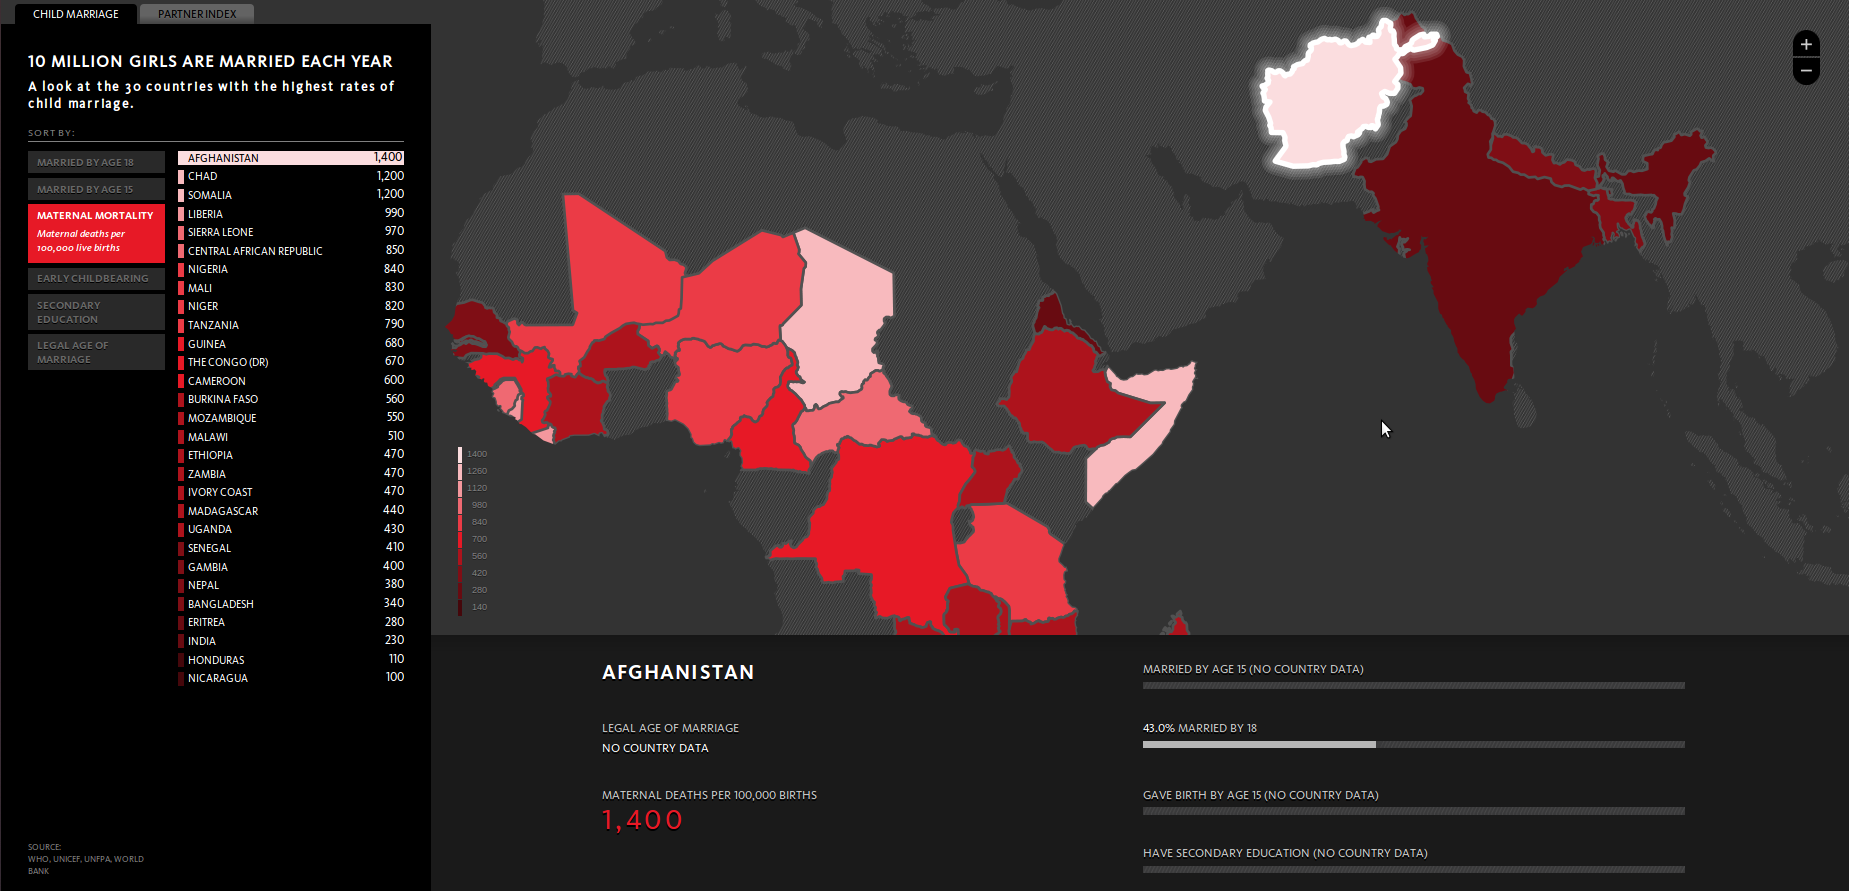 CHILD MARRIAGE
PARTNER INDEX
10 MILLION GIRLS ARE MARRIED EACH YEAR
A look at the 30 countries with the highest rates of
child marriage.
SORT BY:
MARRIED BY AGE 18
MARRIED BY AGE 15
MATERNAL MORTALITY
Maternal deaths per
100,000 live births
EARLY CHILDBEARING
SECONDARY
EDUCATION
LEGAL AGE OF
MARRIAGE
AFGHANISTAN 1,400
CHAD 1,200
SOMALIA 1,200
LIBERIA 990
SIERRA LEONE 970
CENTRAL AFRICAN REPUBLIC 850
NIGERIA 840
MALI 830
NIGER 820
TANZANIA 790
GUINEA 680
THE CONGO (DR) 670
CAMEROON 600
BURKINA FASO 560
MOZAMBIQUE 550
MALAWI 510
ETHIOPIA 470
ZAMBIA 470
IVORY COAST 470
MADAGASCAR 440
UGANDA 430
SENEGAL 410
GAMBIA 400
NEPAL 380
BANGLADESH 340
ERITREA 280
INDIA 230
HONDURAS 110
NICARAGUA 100
SOURCE:
WHO, UNICEF, UNFPA, WORLD
BANK
+
−
1400
1260
1120
980
840
700
560
420
280
140
AFGHANISTAN
LEGAL AGE OF MARRIAGE
NO COUNTRY DATA
MATERNAL DEATHS PER 100,000 BIRTHS
1,400
MARRIED BY AGE 15 (NO COUNTRY DATA)
43.0% MARRIED BY 18
GAVE BIRTH BY AGE 15 (NO COUNTRY DATA)
HAVE SECONDARY EDUCATION (NO COUNTRY DATA)